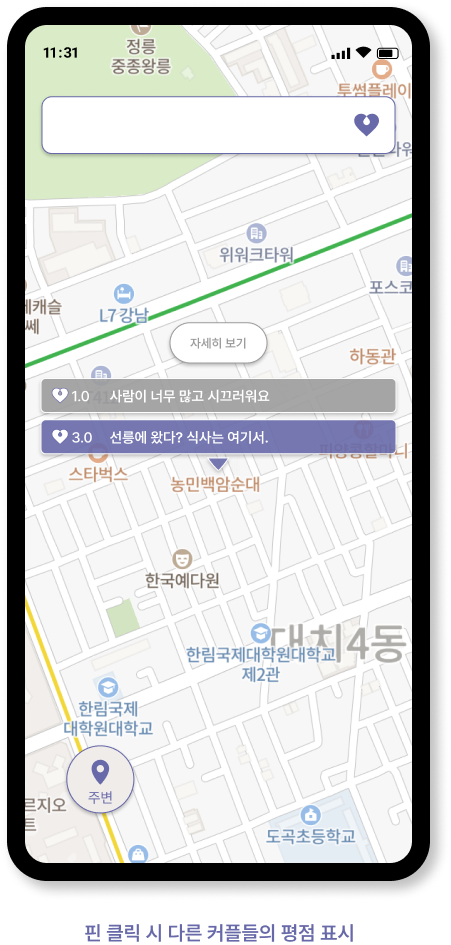 정릉
중종왕릉
11:31
투썸플레이
위워크타워
포스코
L7 강남
자세히 보기
하동관
1.0 사람이 너무 많고 시끄러워요
3.0 선릉에 왔다? 식사는 여기서.
스타벅스
농민백암순대
한국예다원
대치4동
한림국제대학원대학교
제2관
한림국제
대학원대학교
주변
르지오
트
도곡초등학교
핀 클릭 시 다른 커플들의 평점 표시